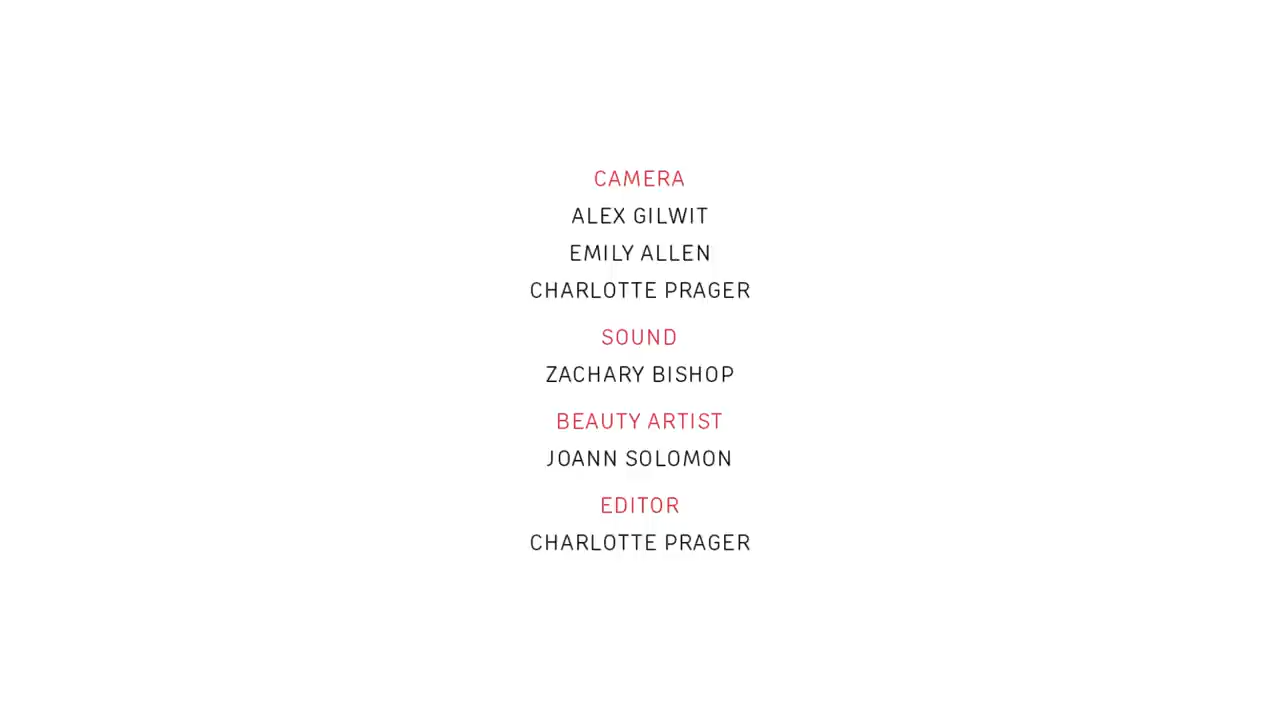 CAMERA
ALEX GILWIT
EMILY ALLEN
CHARLOTTE PRAGER
SOUND
ZACHARY BISHOP
BEAUTY ARTIST
JOANN SOLOMON
EDITOR
CHARLOTTE PRAGER